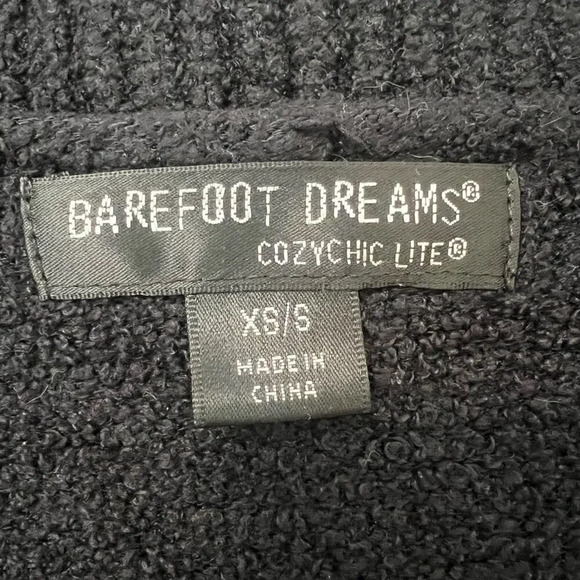 BAREFOOT DREAMS®
COZYCHIC LITE®
XS/S
MADE IN
CHINA